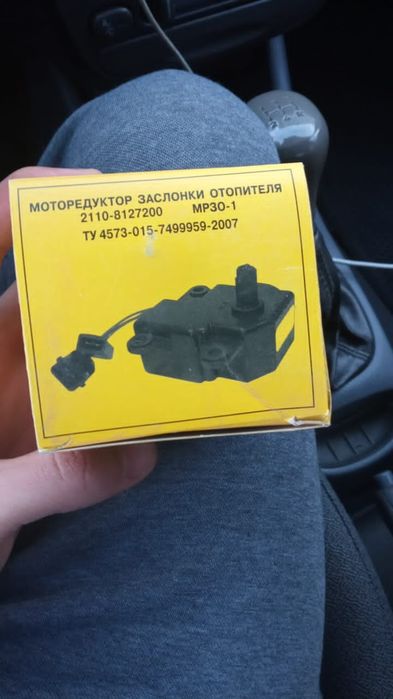 МОТОРЕДУКТОР ЗАСЛОНКИ ОТОПИТЕЛЯ
2110-8127200 МРЗО-1
ТУ 4573-015-7499959-2007